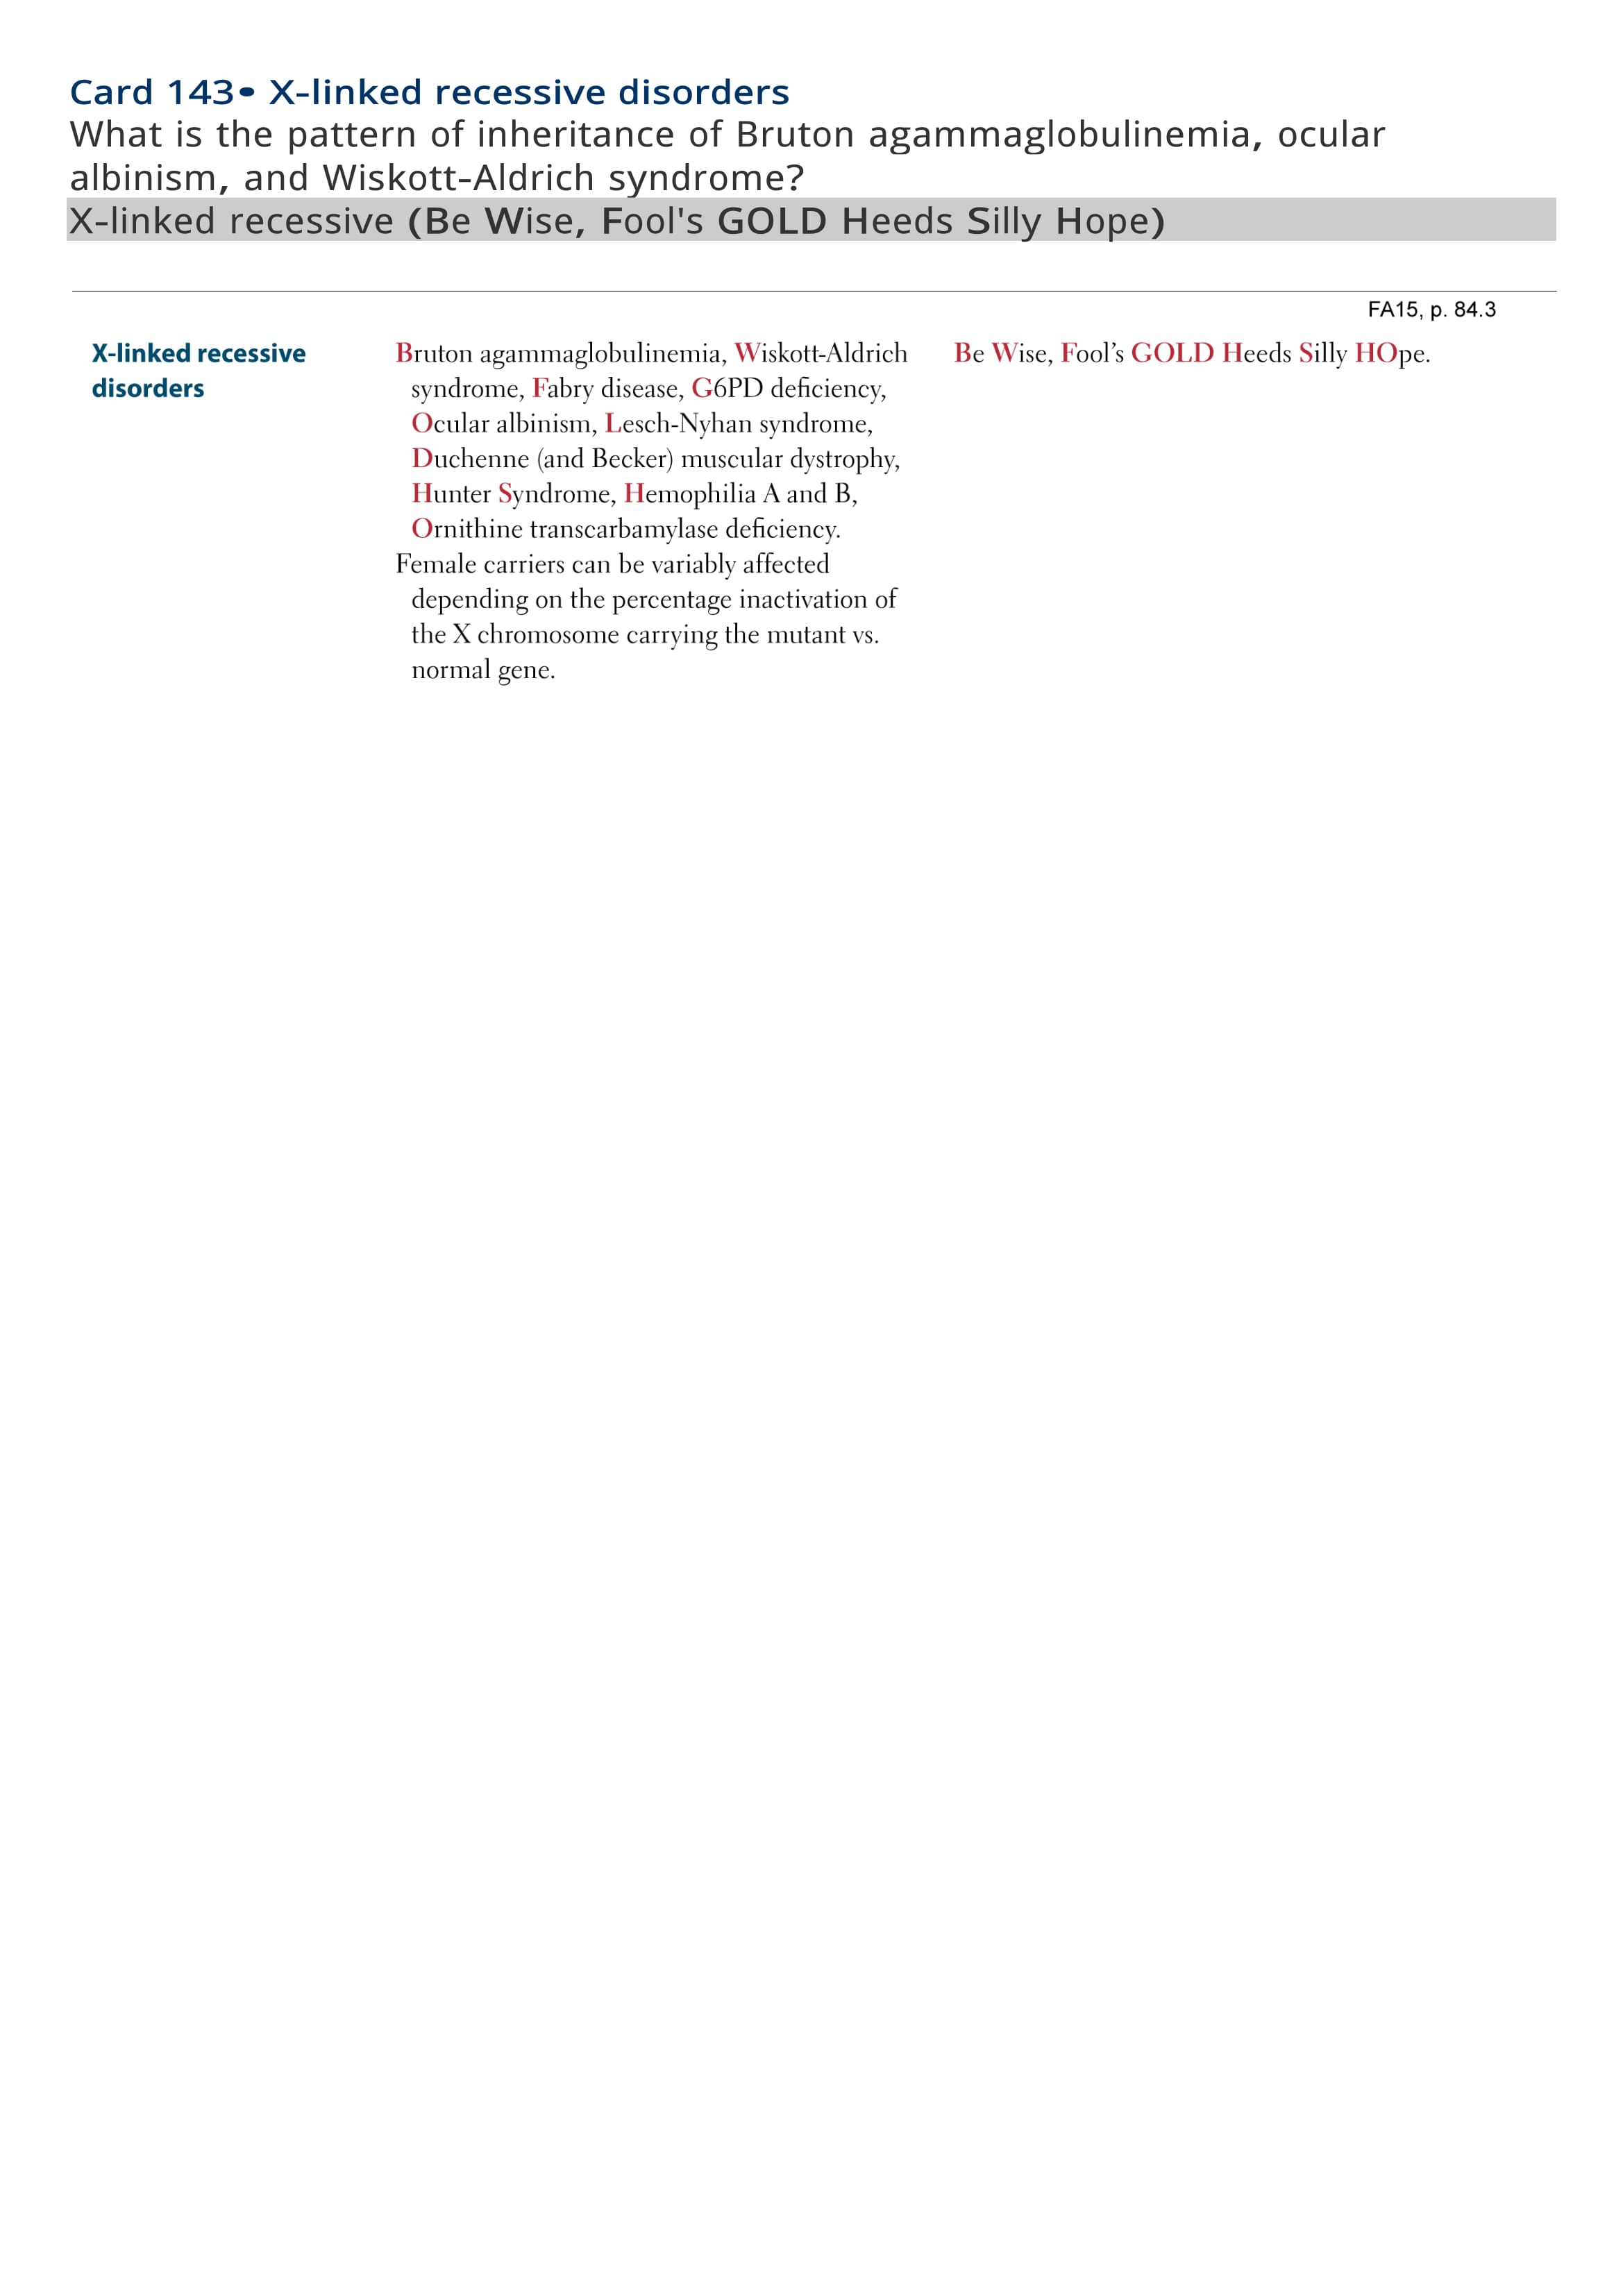 Card 143• X-linked recessive disorders
What is the pattern of inheritance of Bruton agammaglobulinemia, ocular
albinism, and Wiskott-Aldrich syndrome?
X-linked recessive (Be Wise, Fool's GOLD Heeds Silly Hope)
FA15, p. 84.3
X-linked recessive
disorders
Bruton agammaglobulinemia, Wiskott-Aldrich
syndrome, Fabry disease, G6PD deficiency,
Ocular albinism, Lesch-Nyhan syndrome,
Duchenne (and Becker) muscular dystrophy,
Hunter Syndrome, Hemophilia A and B,
Ornithine transcarbamylase deficiency.
Female carriers can be variably affected
depending on the percentage inactivation of
the X chromosome carrying the mutant vs.
normal gene.
Be Wise, Fool’s GOLD Heeds Silly HOpe.